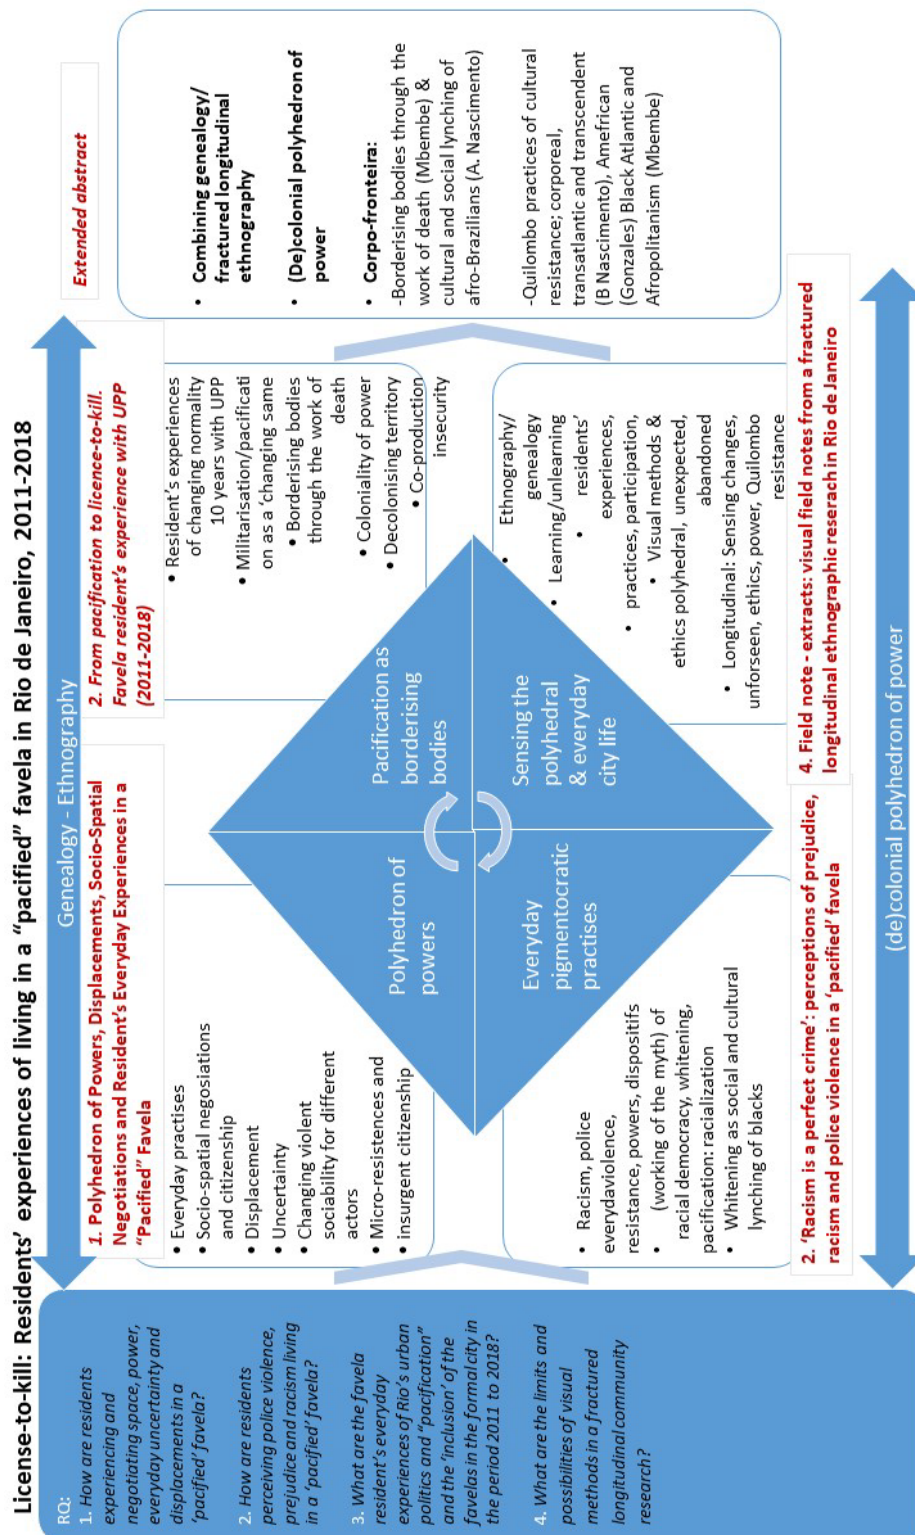 License-to-kill: Residents' experiences of living in a "pacified" favela in Rio de Janeiro, 2011-2018
Genealogy - Ethnography
RQ:
1. How are residents
experiencing and
negotiating space, power,
everyday uncertainty and
displacements in a
'pacified' favela?
2. How are residents
perceiving police violence,
prejudice and racism living
in a 'pacified' favela?
3. What are the favela
resident's everyday
experiences of Rio's urban
politics and "pacification"
and the 'inclusion' of the
favelas in the formal city in
the period 2011 to 2018?
4. What are the limits and
possibilities of visual
methods in a fractured
longitudinal community
research?
1. Polyhedron of Powers, Displacements, Socio-Spatial
Negotiations and Resident's Everyday Experiences in a
"Pacified" Favela
• Everyday practises
• Socio-spatial negosiations
and citizenship
• Displacement
• Uncertainty
• Changing violent
sociability for different
actors
• Micro-resistences and
• insurgent citizenship
2. From pacification to licence-to-kill.
Favela resident's experience with UPP
(2011-2018)
• Resident's experiences
of changing normality
10 years with UPP
• Militarisation/pacificati
on as a 'changing same
• Borderising bodies
through the work of
death
• Coloniality of power
• Decolonising territory
• Co-production
insecurity
Polyhedron of
powers
Pacification as
borderising
bodies
Everyday
pigmentocratic
practises
Sensing the
polyhedral
& everyday
city life
• Racism, police
everydaviolence,
resistance, powers, dispositifs
• (working of the myth) of
racial democracy, whitening,
pacification: racialization
• Whitening as social and cultural
lynching of blacks
2. 'Racism is a perfect crime': perceptions of prejudice,
racism and police violence in a 'pacified' favela
• Ethnography/
genealogy
• Learning/unlearning
• residents'
experiences,
• practices, participation,
• Visual methods &
ethics polyhedral, unexpected,
abandoned
• Longitudinal: Sensing changes,
unforseen, ethics, power, Quilombo
resistance
4. Field note - extracts: visual field notes from a fractured
longitudinal ethnographic reserach in Rio de Janeiro
Extended abstract
• Combining genealogy/
fractured longitudinal
ethnography
• (De)colonial polyhedron of
power
• Corpo-fronteira:
-Borderising bodies through the
work of death (Mbembe) &
cultural and social lynching of
afro-Brazilians (A. Nascimento)
-Quilombo practices of cultural
resistance; corporeal,
transatlantic and transcendent
(B Nascimento), Amefrican
(Gonzales) Black Atlantic and
Afropolitanism (Mbembe)
(de)colonial polyhedron of power